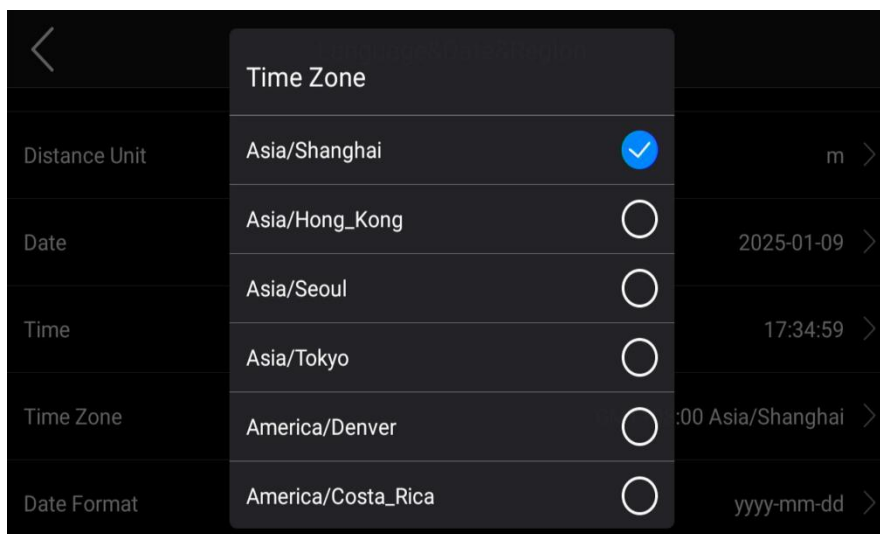 Time Zone
Asia/Shanghai
Distance Unit
m
Asia/Hong_Kong
Date
2025-01-09
Asia/Seoul
Time
17:34:59
Asia/Tokyo
Time Zone
:00 Asia/Shanghai
America/Denver
Date Format
yyyy-mm-dd
America/Costa_Rica